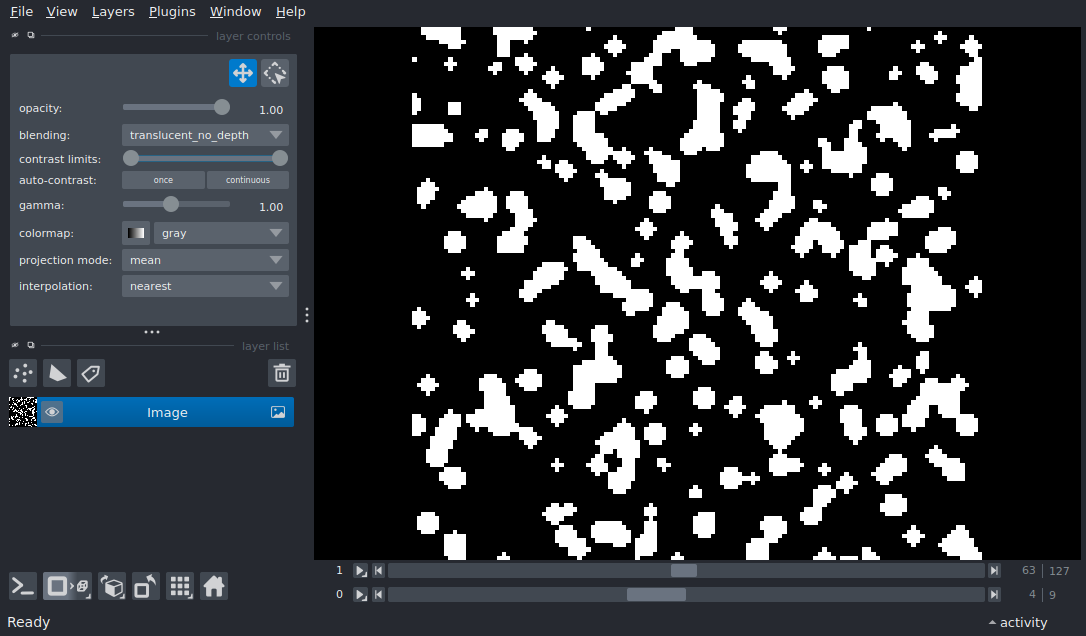 File View Layers Plugins Window Help
layer controls
opacity: 1.00
blending: translucent_no_depth
contrast limits:
auto-contrast: once continuous
gamma: 1.00
colormap: gray
projection mode: mean
interpolation: nearest
layer list
Image
1 63 127
0 4 9
Ready activity